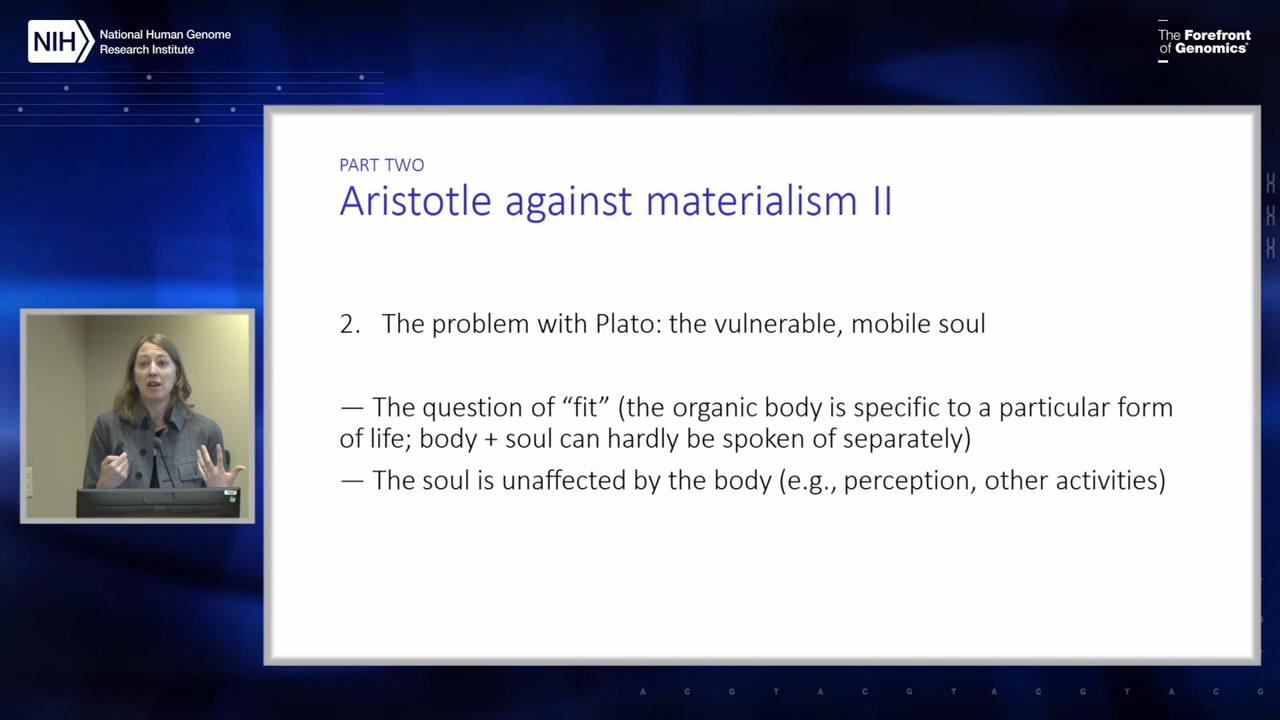 NIH
National Human Genome
Research Institute
The Forefront
of Genomics®
PART TWO
Aristotle against materialism II
2. The problem with Plato: the vulnerable, mobile soul
— The question of “fit” (the organic body is specific to a particular form
of life; body + soul can hardly be spoken of separately)
— The soul is unaffected by the body (e.g., perception, other activities)
A C G T A C G T A C G T A C G